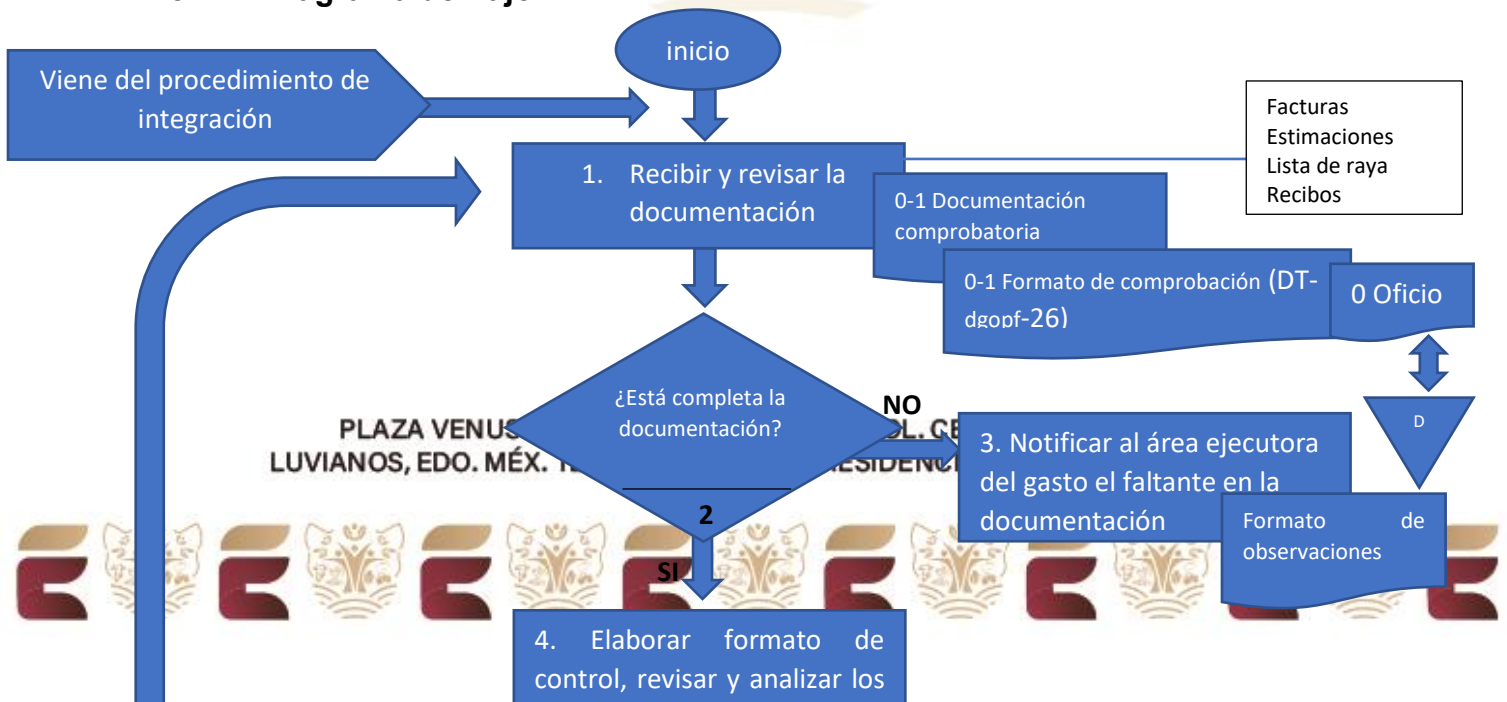 inicio
Viene del procedimiento de
integración
Facturas
Estimaciones
Lista de raya
Recibos
1. Recibir y revisar la
documentación
0-1 Documentación
comprobatoria
0-1 Formato de comprobación (DT-
dgopf-26)
0 Oficio
¿Está completa la
documentación?
2
NO
SI
D
3. Notificar al área ejecutora
del gasto el faltante en la
documentación
Formato de
observaciones
PLAZA VENUS
LUVIANOS, EDO. MÉX.
4. Elaborar formato de
control, revisar y analizar los